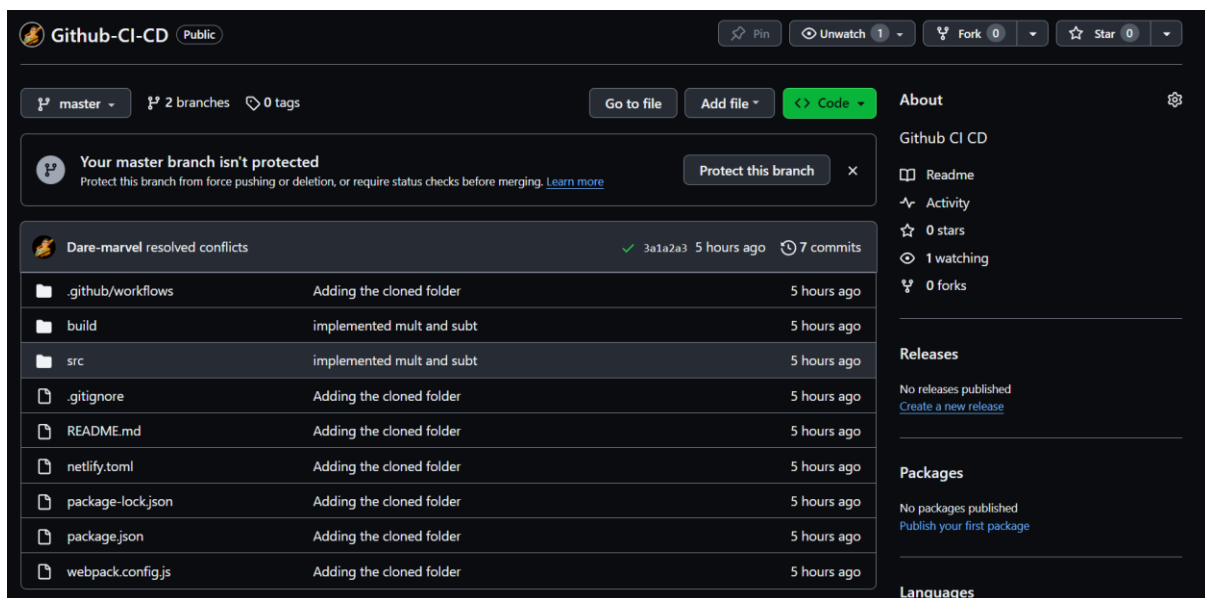 Github-CI-CD Public
Pin Unwatch 1 Fork 0 Star 0
master 2 branches 0 tags Go to file Add file <> Code
Your master branch isn't protected
Protect this branch from force pushing or deletion, or require status checks before merging. Learn more
Protect this branch
Dare-marvel resolved conflicts 3a1a2a3 5 hours ago 7 commits
.github/workflows Adding the cloned folder 5 hours ago
build implemented mult and subt 5 hours ago
src implemented mult and subt 5 hours ago
.gitignore Adding the cloned folder 5 hours ago
README.md Adding the cloned folder 5 hours ago
netlify.toml Adding the cloned folder 5 hours ago
package-lock.json Adding the cloned folder 5 hours ago
package.json Adding the cloned folder 5 hours ago
webpack.config.js Adding the cloned folder 5 hours ago
About
Github CI CD
Readme
Activity
0 stars
1 watching
0 forks
Releases
No releases published
Create a new release
Packages
No packages published
Publish your first package
Languages